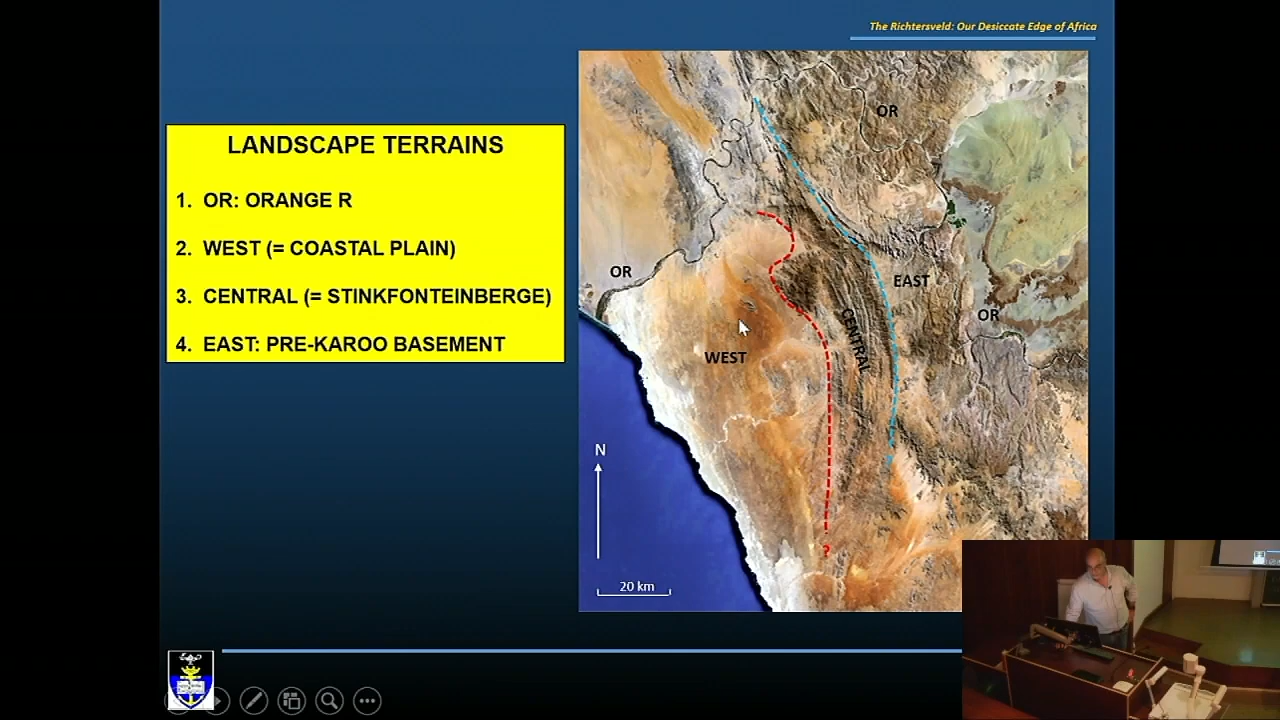 The Richtersveld: Our Desiccate Edge of Africa
LANDSCAPE TERRAINS
1. OR: ORANGE R
2. WEST (= COASTAL PLAIN)
3. CENTRAL (= STINKFONTEINBERGE)
4. EAST: PRE-KAROO BASEMENT
OR
OR
EAST
OR
CENTRAL
WEST
N
?
20 km